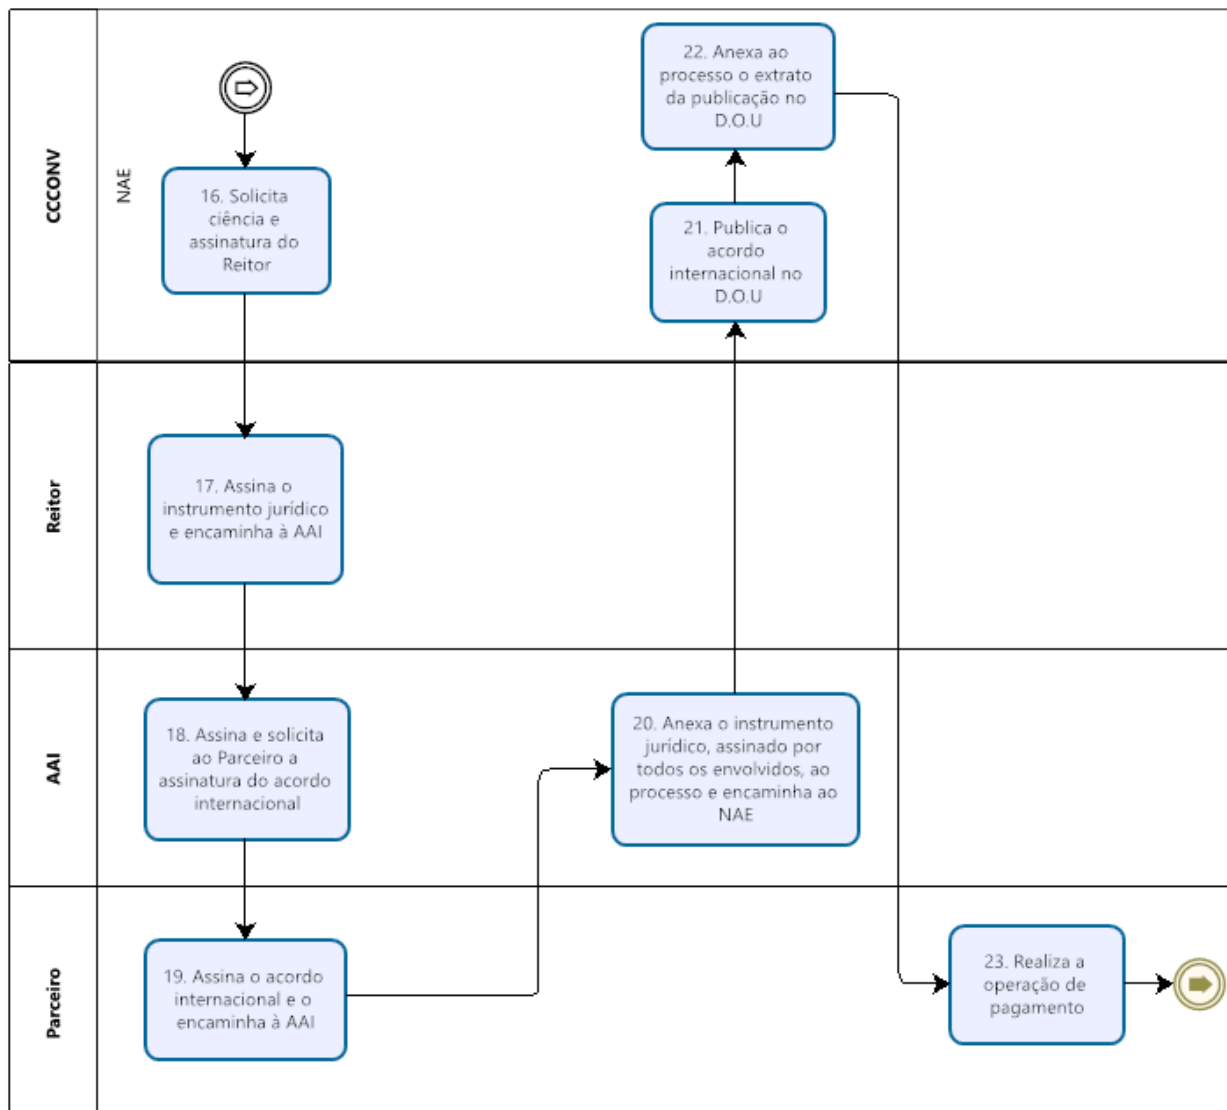 CCCONV
NAE
16. Solicita
ciência e
assinatura do
Reitor
22. Anexa ao
processo o extrato
da publicação no
D.O.U
21. Publica o
acordo
internacional no
D.O.U
Reitor
17. Assina o
instrumento jurídico
e encaminha à AAI
AAI
18. Assina e solicita
ao Parceiro a
assinatura do acordo
internacional
20. Anexa o instrumento
jurídico, assinado por
todos os envolvidos, ao
processo e encaminha ao
NAE
Parceiro
19. Assina o acordo
internacional e o
encaminha à AAI
23. Realiza a
operação de
pagamento